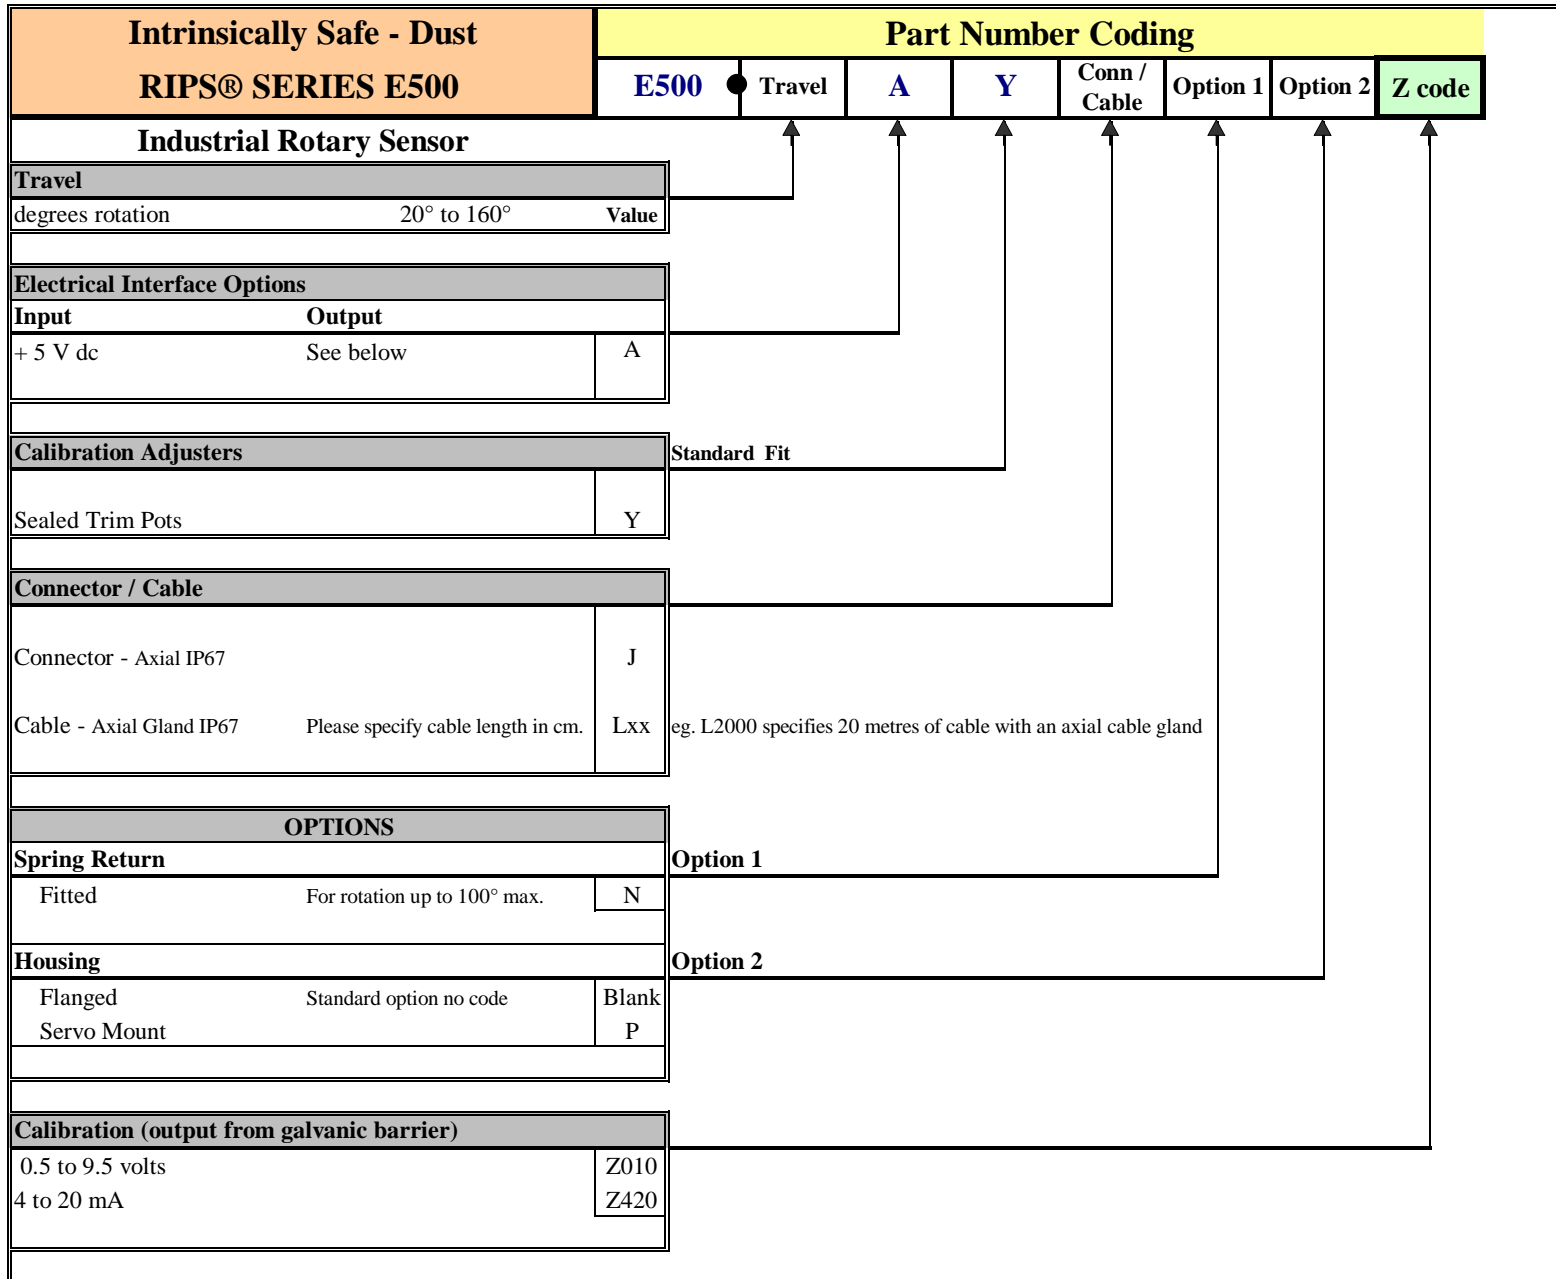 Intrinsically Safe - Dust
Part Number Coding
RIPS® SERIES E500
E500 ● Travel A Y Conn / Cable Option 1 Option 2 Z code
Industrial Rotary Sensor
Travel
degrees rotation 20° to 160° Value
Electrical Interface Options
Input Output
+ 5 V dc See below A
Calibration Adjusters Standard Fit
Sealed Trim Pots Y
Connector / Cable
Connector - Axial IP67 J
Cable - Axial Gland IP67 Please specify cable length in cm. Lxx eg. L2000 specifies 20 metres of cable with an axial cable gland
OPTIONS
Spring Return Option 1
Fitted For rotation up to 100° max. N
Housing Option 2
Flanged Standard option no code Blank
Servo Mount P
Calibration (output from galvanic barrier)
0.5 to 9.5 volts Z010
4 to 20 mA Z420